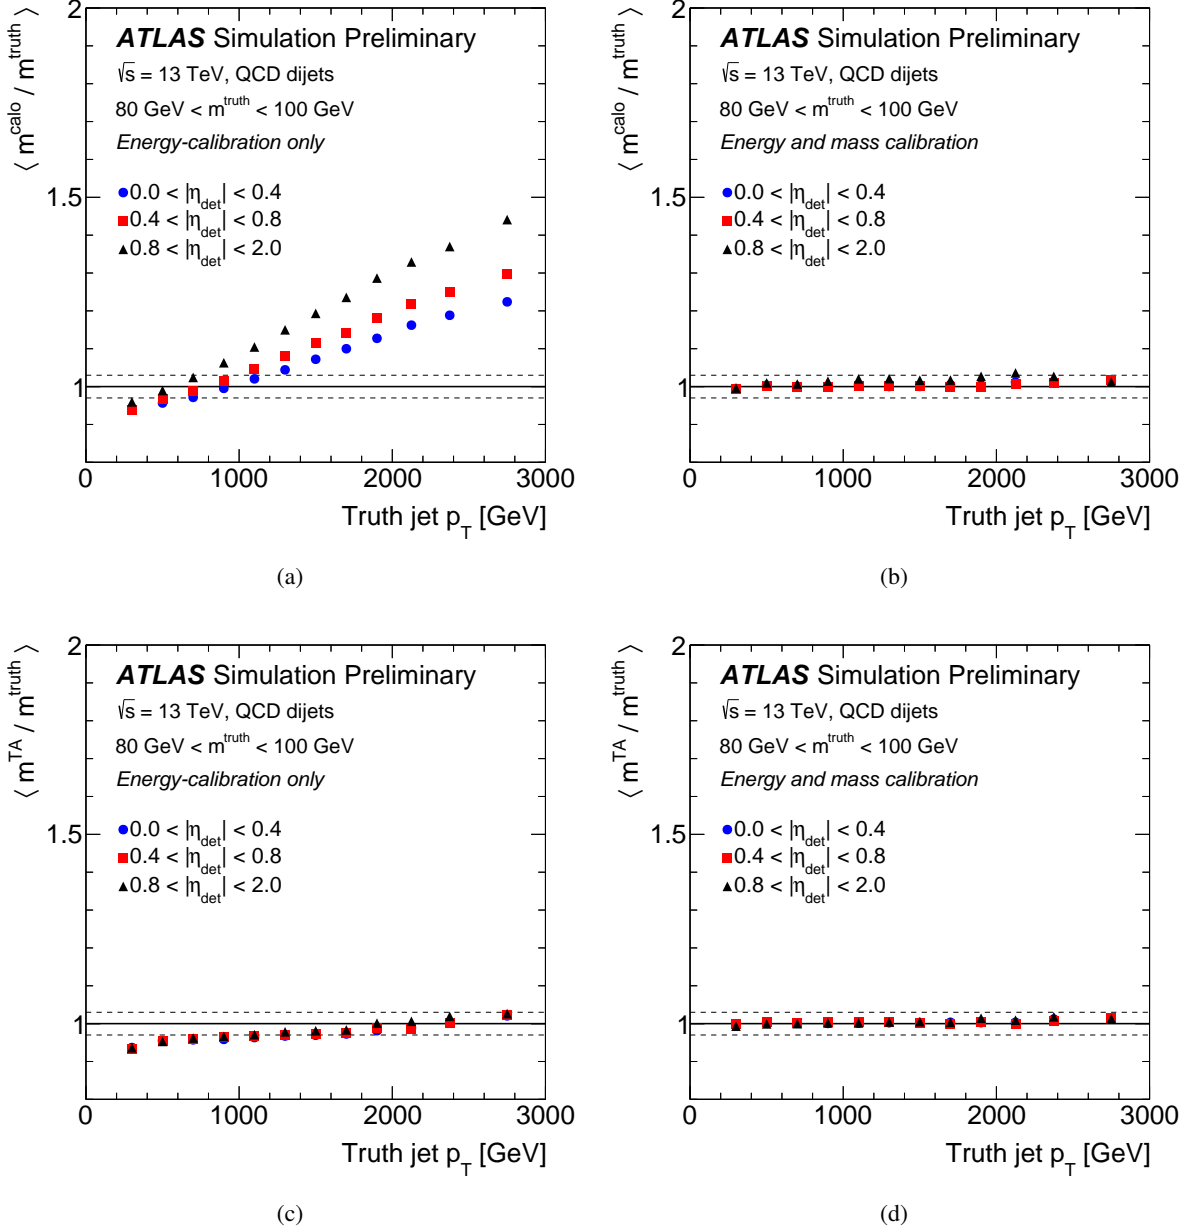 ⟨ m^calo / m^truth ⟩
2
1.5
1
ATLAS Simulation Preliminary
√s = 13 TeV, QCD dijets
80 GeV < m^truth < 100 GeV
Energy-calibration only
0.0 < |η_det| < 0.4
0.4 < |η_det| < 0.8
0.8 < |η_det| < 2.0
0 1000 2000 3000
Truth jet p_T [GeV]
(a)
⟨ m^calo / m^truth ⟩
2
1.5
1
ATLAS Simulation Preliminary
√s = 13 TeV, QCD dijets
80 GeV < m^truth < 100 GeV
Energy and mass calibration
0.0 < |η_det| < 0.4
0.4 < |η_det| < 0.8
0.8 < |η_det| < 2.0
0 1000 2000 3000
Truth jet p_T [GeV]
(b)
⟨ m^TA / m^truth ⟩
2
1.5
1
ATLAS Simulation Preliminary
√s = 13 TeV, QCD dijets
80 GeV < m^truth < 100 GeV
Energy-calibration only
0.0 < |η_det| < 0.4
0.4 < |η_det| < 0.8
0.8 < |η_det| < 2.0
0 1000 2000 3000
Truth jet p_T [GeV]
(c)
⟨ m^TA / m^truth ⟩
2
1.5
1
ATLAS Simulation Preliminary
√s = 13 TeV, QCD dijets
80 GeV < m^truth < 100 GeV
Energy and mass calibration
0.0 < |η_det| < 0.4
0.4 < |η_det| < 0.8
0.8 < |η_det| < 2.0
0 1000 2000 3000
Truth jet p_T [GeV]
(d)